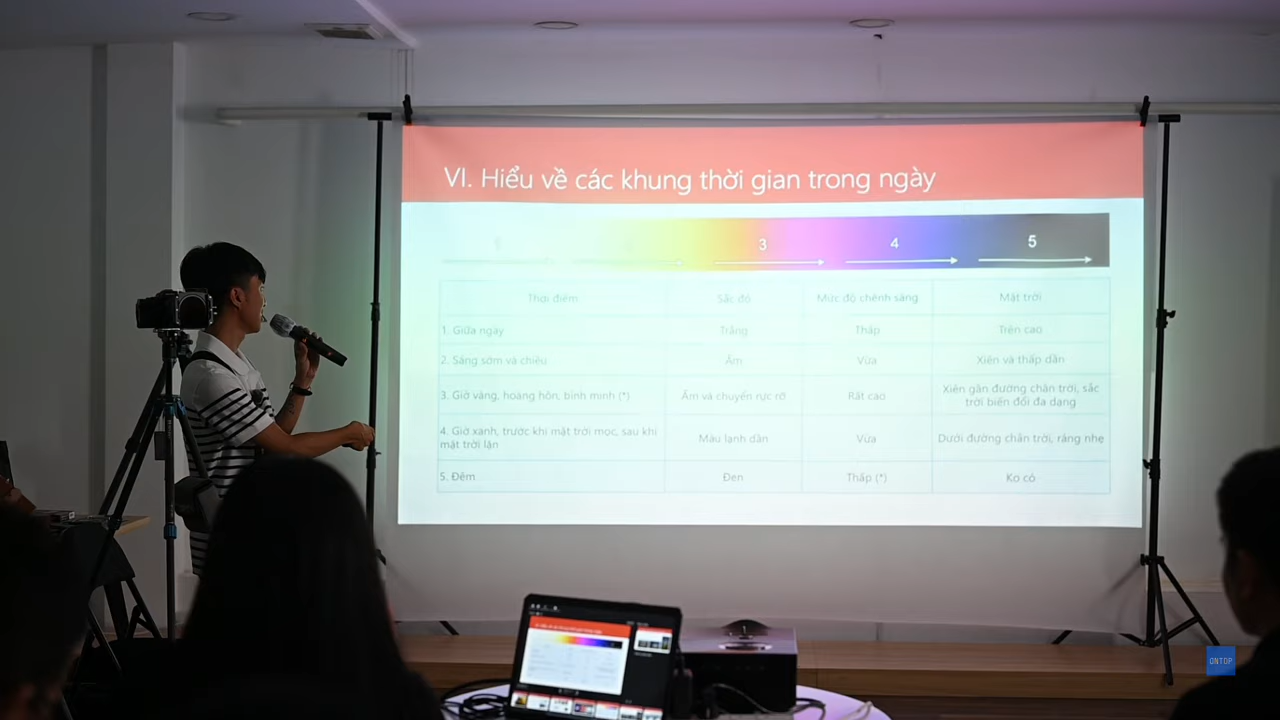 VI. Hiểu về các khung thời gian trong ngày
3 4 5
Thời điểm Sắc độ Mức độ chênh sáng Mặt trời
1. Giữa ngày Trắng Thấp Trên cao
2. Sáng sớm và chiều Ấm Vừa Xiên và thấp dần
3. Giờ vàng, hoàng hôn, bình minh (*) Ấm và chuyển rực rỡ Rất cao Xiên gần đường chân trời, sắc
trời biến đổi đa dạng
4. Giờ xanh, trước khi mặt trời mọc, sau khi
mặt trời lặn Màu lạnh dần Vừa Dưới đường chân trời, ráng nhẹ
5. Đêm Đen Thấp (*) Ko có
ONTOP